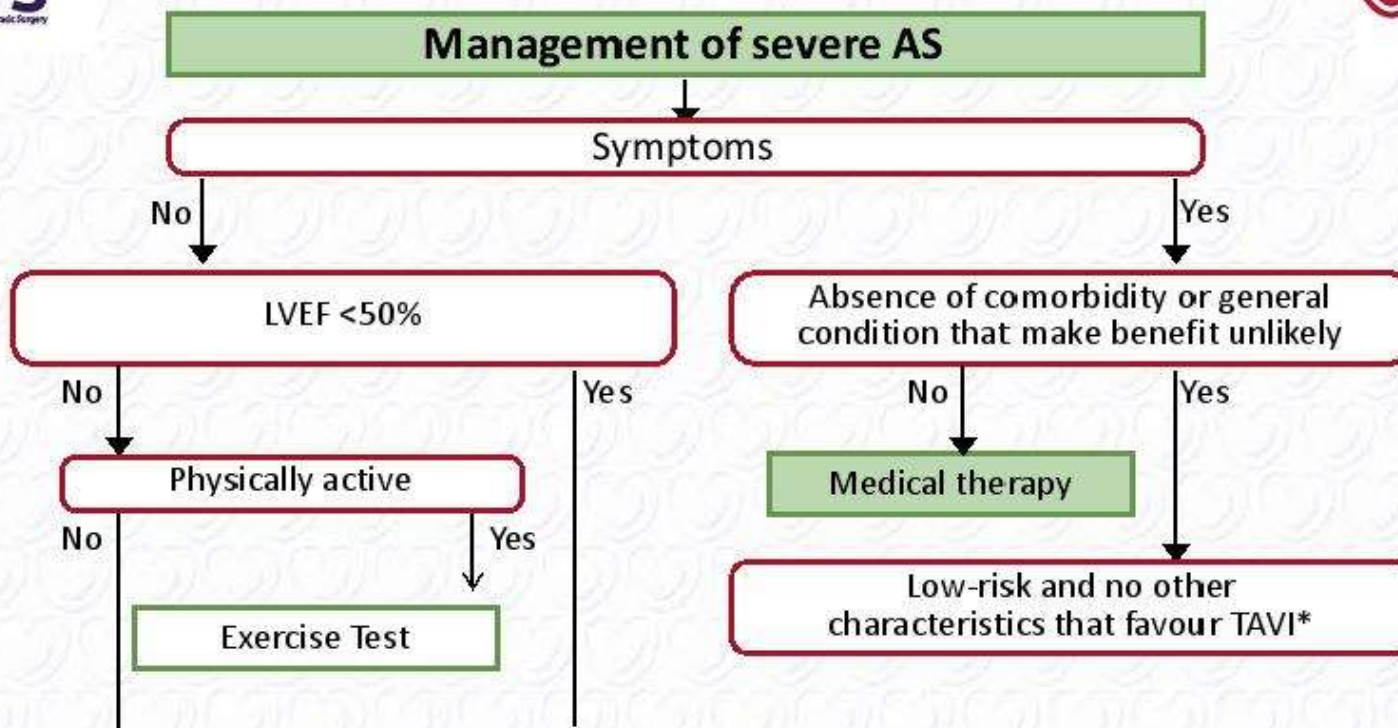 adc Surgery
Management of severe AS
Symptoms
No
Yes
LVEF <50%
Absence of comorbidity or general
condition that make benefit unlikely
No
Yes
No
Yes
Physically active
Medical therapy
No
Yes
Low-risk and no other
characteristics that favour TAVI*
Exercise Test